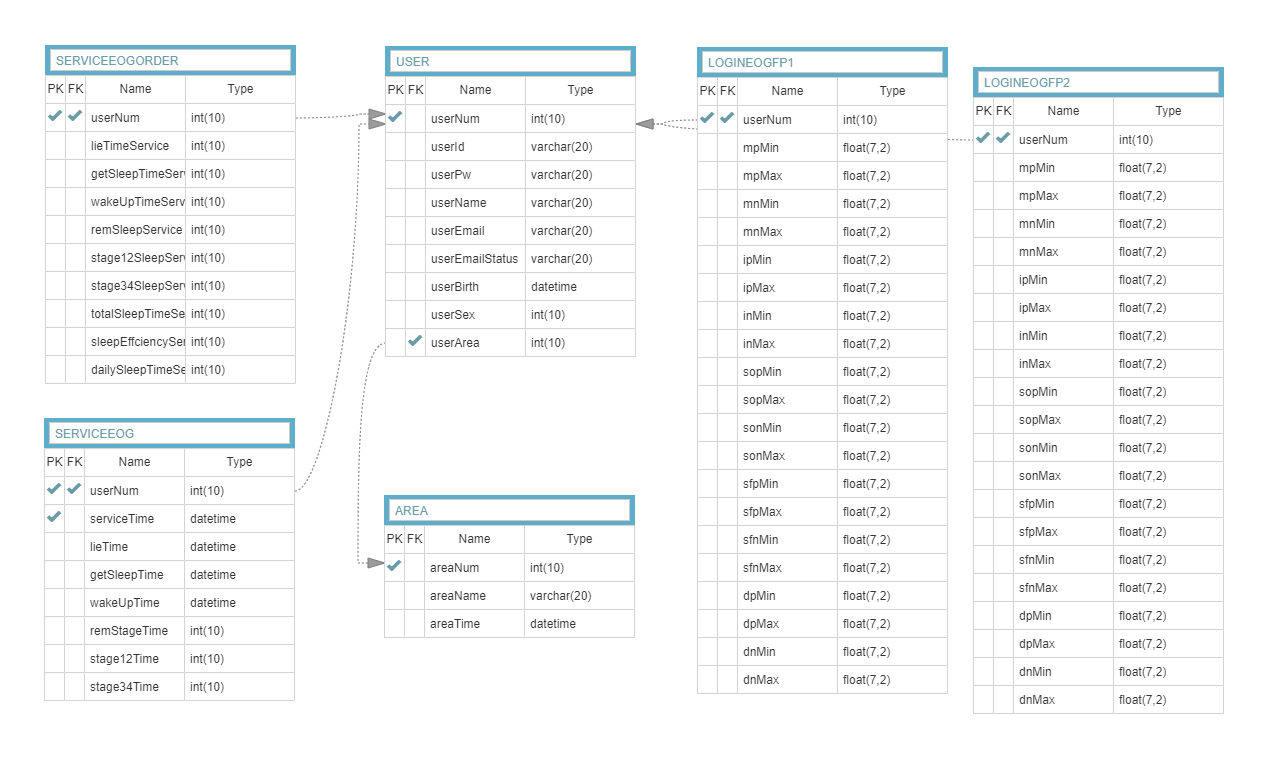 SERVICEEOGORDER
PK FK Name Type
userNum int(10)
lieTimeService int(10)
getSleepTimeServ int(10)
wakeUpTimeServ int(10)
remSleepService int(10)
stage12SleepServ int(10)
stage34SleepServ int(10)
totalSleepTimeSe int(10)
sleepEffciencySer int(10)
dailySleepTimeSe int(10)
SERVICEEOG
PK FK Name Type
userNum int(10)
serviceTime datetime
lieTime datetime
getSleepTime datetime
wakeUpTime datetime
remStageTime int(10)
stage12Time int(10)
stage34Time int(10)
USER
PK FK Name Type
userNum int(10)
userId varchar(20)
userPw varchar(20)
userName varchar(20)
userEmail varchar(20)
userEmailStatus varchar(20)
userBirth datetime
userSex int(10)
userArea int(10)
AREA
PK FK Name Type
areaNum int(10)
areaName varchar(20)
areaTime datetime
LOGINEOGFP1
PK FK Name Type
userNum int(10)
mpMin float(7,2)
mpMax float(7,2)
mnMin float(7,2)
mnMax float(7,2)
ipMin float(7,2)
ipMax float(7,2)
inMin float(7,2)
inMax float(7,2)
sopMin float(7,2)
sopMax float(7,2)
sonMin float(7,2)
sonMax float(7,2)
sfpMin float(7,2)
sfpMax float(7,2)
sfnMin float(7,2)
sfnMax float(7,2)
dpMin float(7,2)
dpMax float(7,2)
dnMin float(7,2)
dnMax float(7,2)
LOGINEOGFP2
PK FK Name Type
userNum int(10)
mpMin float(7,2)
mpMax float(7,2)
mnMin float(7,2)
mnMax float(7,2)
ipMin float(7,2)
ipMax float(7,2)
inMin float(7,2)
inMax float(7,2)
sopMin float(7,2)
sopMax float(7,2)
sonMin float(7,2)
sonMax float(7,2)
sfpMin float(7,2)
sfpMax float(7,2)
sfnMin float(7,2)
sfnMax float(7,2)
dpMin float(7,2)
dpMax float(7,2)
dnMin float(7,2)
dnMax float(7,2)